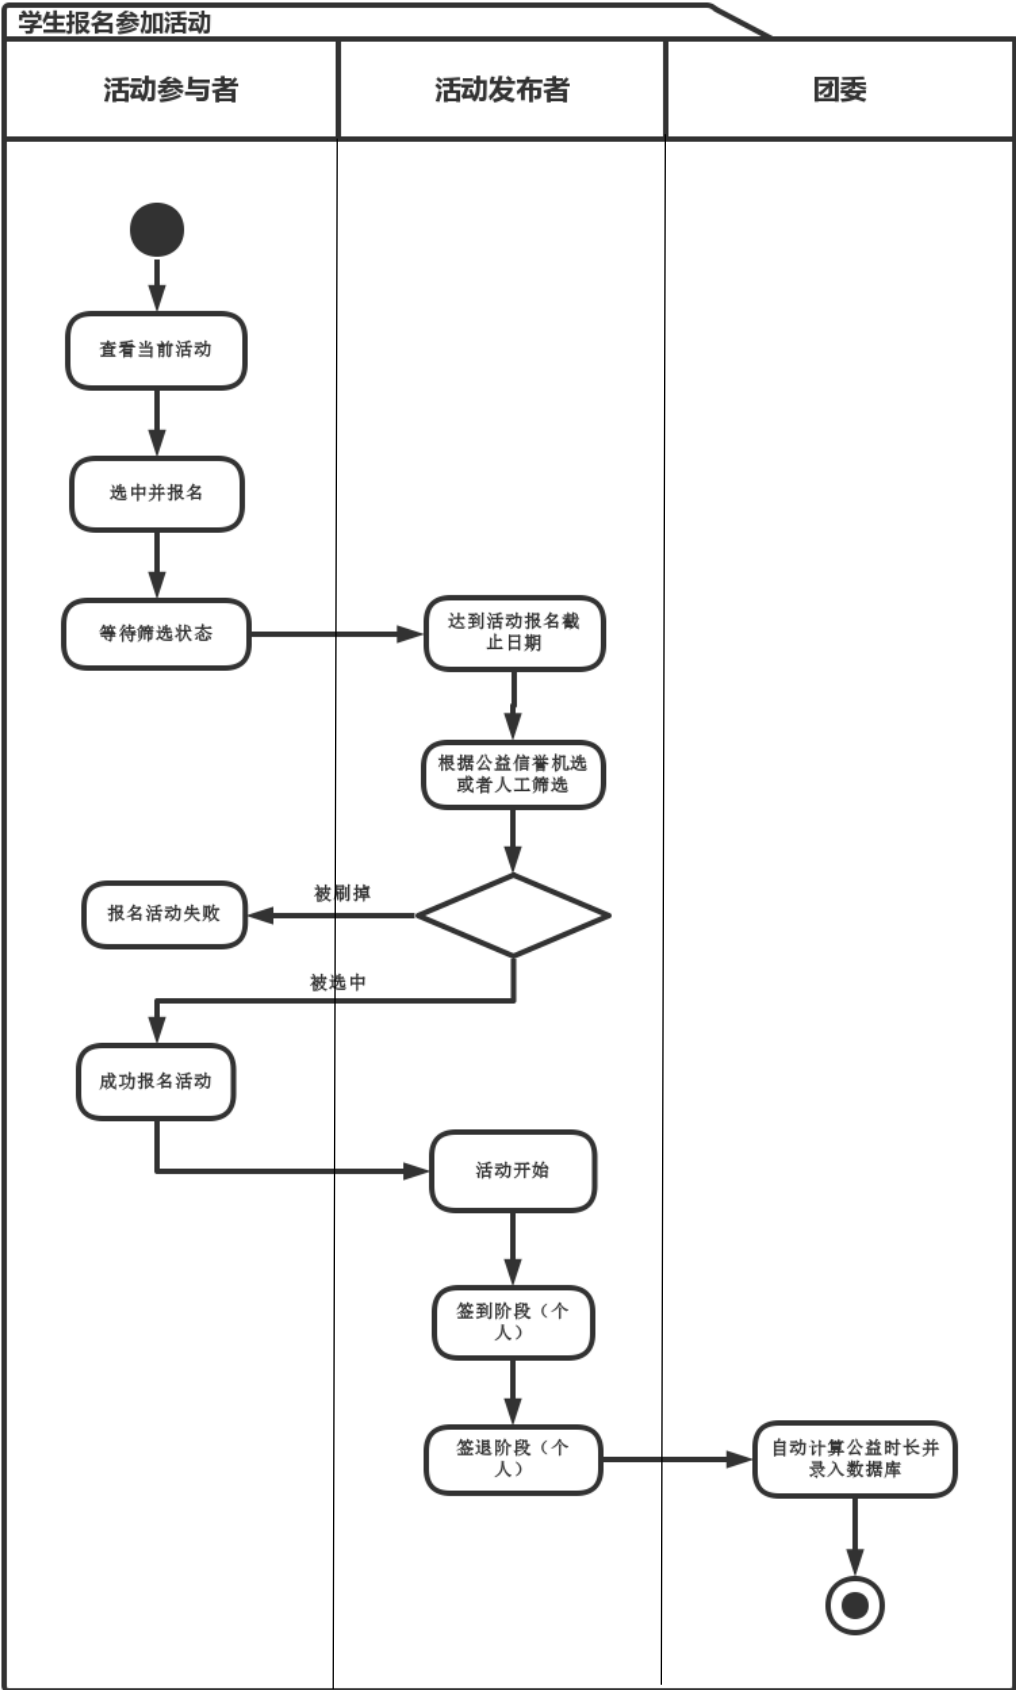 学生报名参加活动
活动参与者
活动发布者
团委
查看当前活动
选中并报名
等待筛选状态
达到活动报名截
止日期
根据公益信誉机选
或者人工筛选
被刷掉
报名活动失败
被选中
成功报名活动
活动开始
签到阶段（个
人）
签退阶段（个
人）
自动计算公益时长并
录入数据库